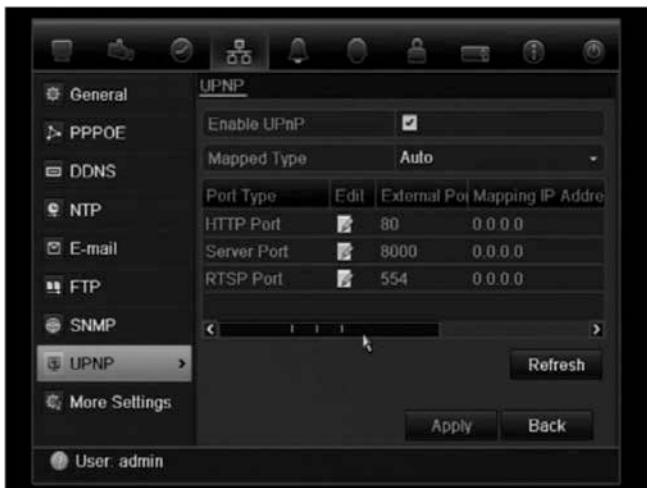 UPNP
General
PPPOE
DDNS
NTP
E-mail
FTP
SNMP
UPNP
More Settings
Enable UPnP
Mapped Type Auto
Port Type Edit External Por Mapping IP Addre
HTTP Port 80 0.0.0.0
Server Port 8000 0.0.0.0
RTSP Port 554 0.0.0.0
Refresh
Apply Back
User: admin